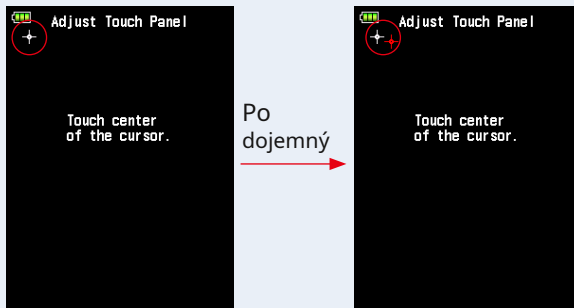 Adjust Touch Panel
Touch center
of the cursor.
Po
dojemný
Adjust Touch Panel
Touch center
of the cursor.